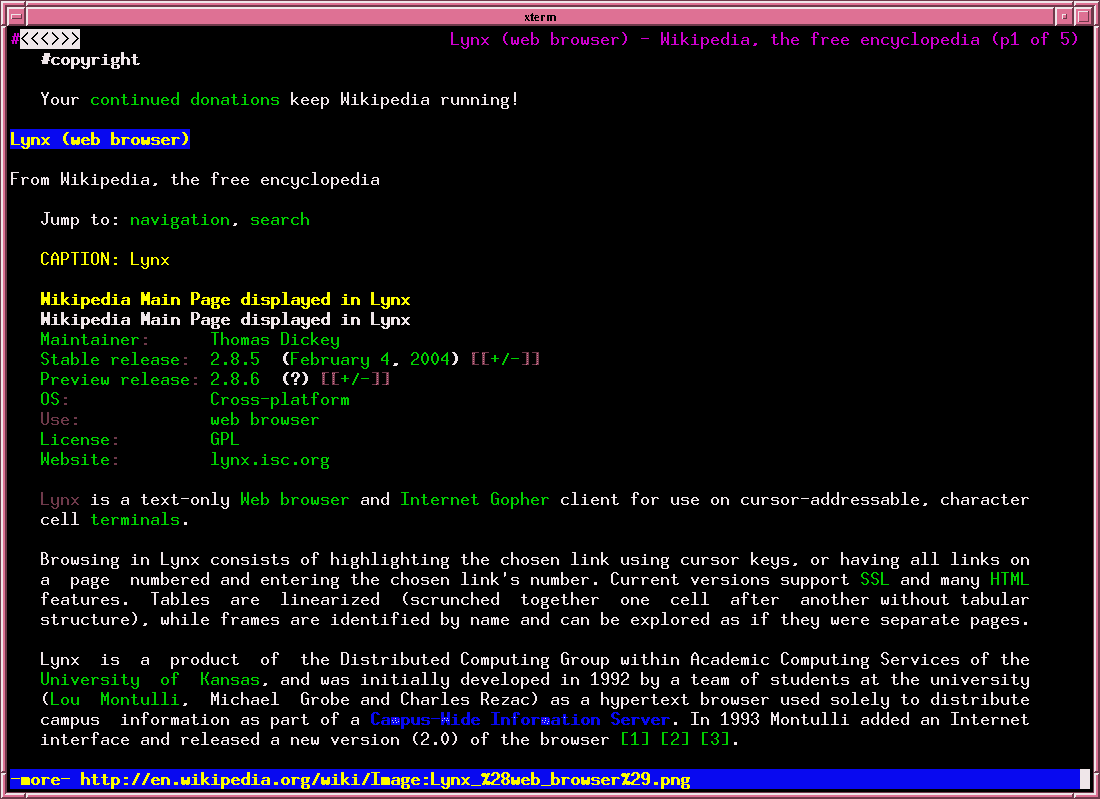 xterm
#<<<>>> Lynx (web browser) - Wikipedia, the free encyclopedia (p1 of 5)
#copyright
Your continued donations keep Wikipedia running!
Lynx (web browser)
From Wikipedia, the free encyclopedia
Jump to: navigation, search
CAPTION: Lynx
Wikipedia Main Page displayed in Lynx
Wikipedia Main Page displayed in Lynx
Maintainer: Thomas Dickey
Stable release: 2.8.5 (February 4, 2004) [[+/-]]
Preview release: 2.8.6 (?) [[+/-]]
OS: Cross-platform
Use: web browser
License: GPL
Website: lynx.isc.org
Lynx is a text-only Web browser and Internet Gopher client for use on cursor-addressable, character
cell terminals.
Browsing in Lynx consists of highlighting the chosen link using cursor keys, or having all links on
a page numbered and entering the chosen link's number. Current versions support SSL and many HTML
features. Tables are linearized (scrunched together one cell after another without tabular
structure), while frames are identified by name and can be explored as if they were separate pages.
Lynx is a product of the Distributed Computing Group within Academic Computing Services of the
University of Kansas, and was initially developed in 1992 by a team of students at the university
(Lou Montulli, Michael Grobe and Charles Rezac) as a hypertext browser used solely to distribute
campus information as part of a Campus-Wide Information Server. In 1993 Montulli added an Internet
interface and released a new version (2.0) of the browser [1] [2] [3].
-more- http://en.wikipedia.org/wiki/Image:Lynx_%28web_browser%29.png